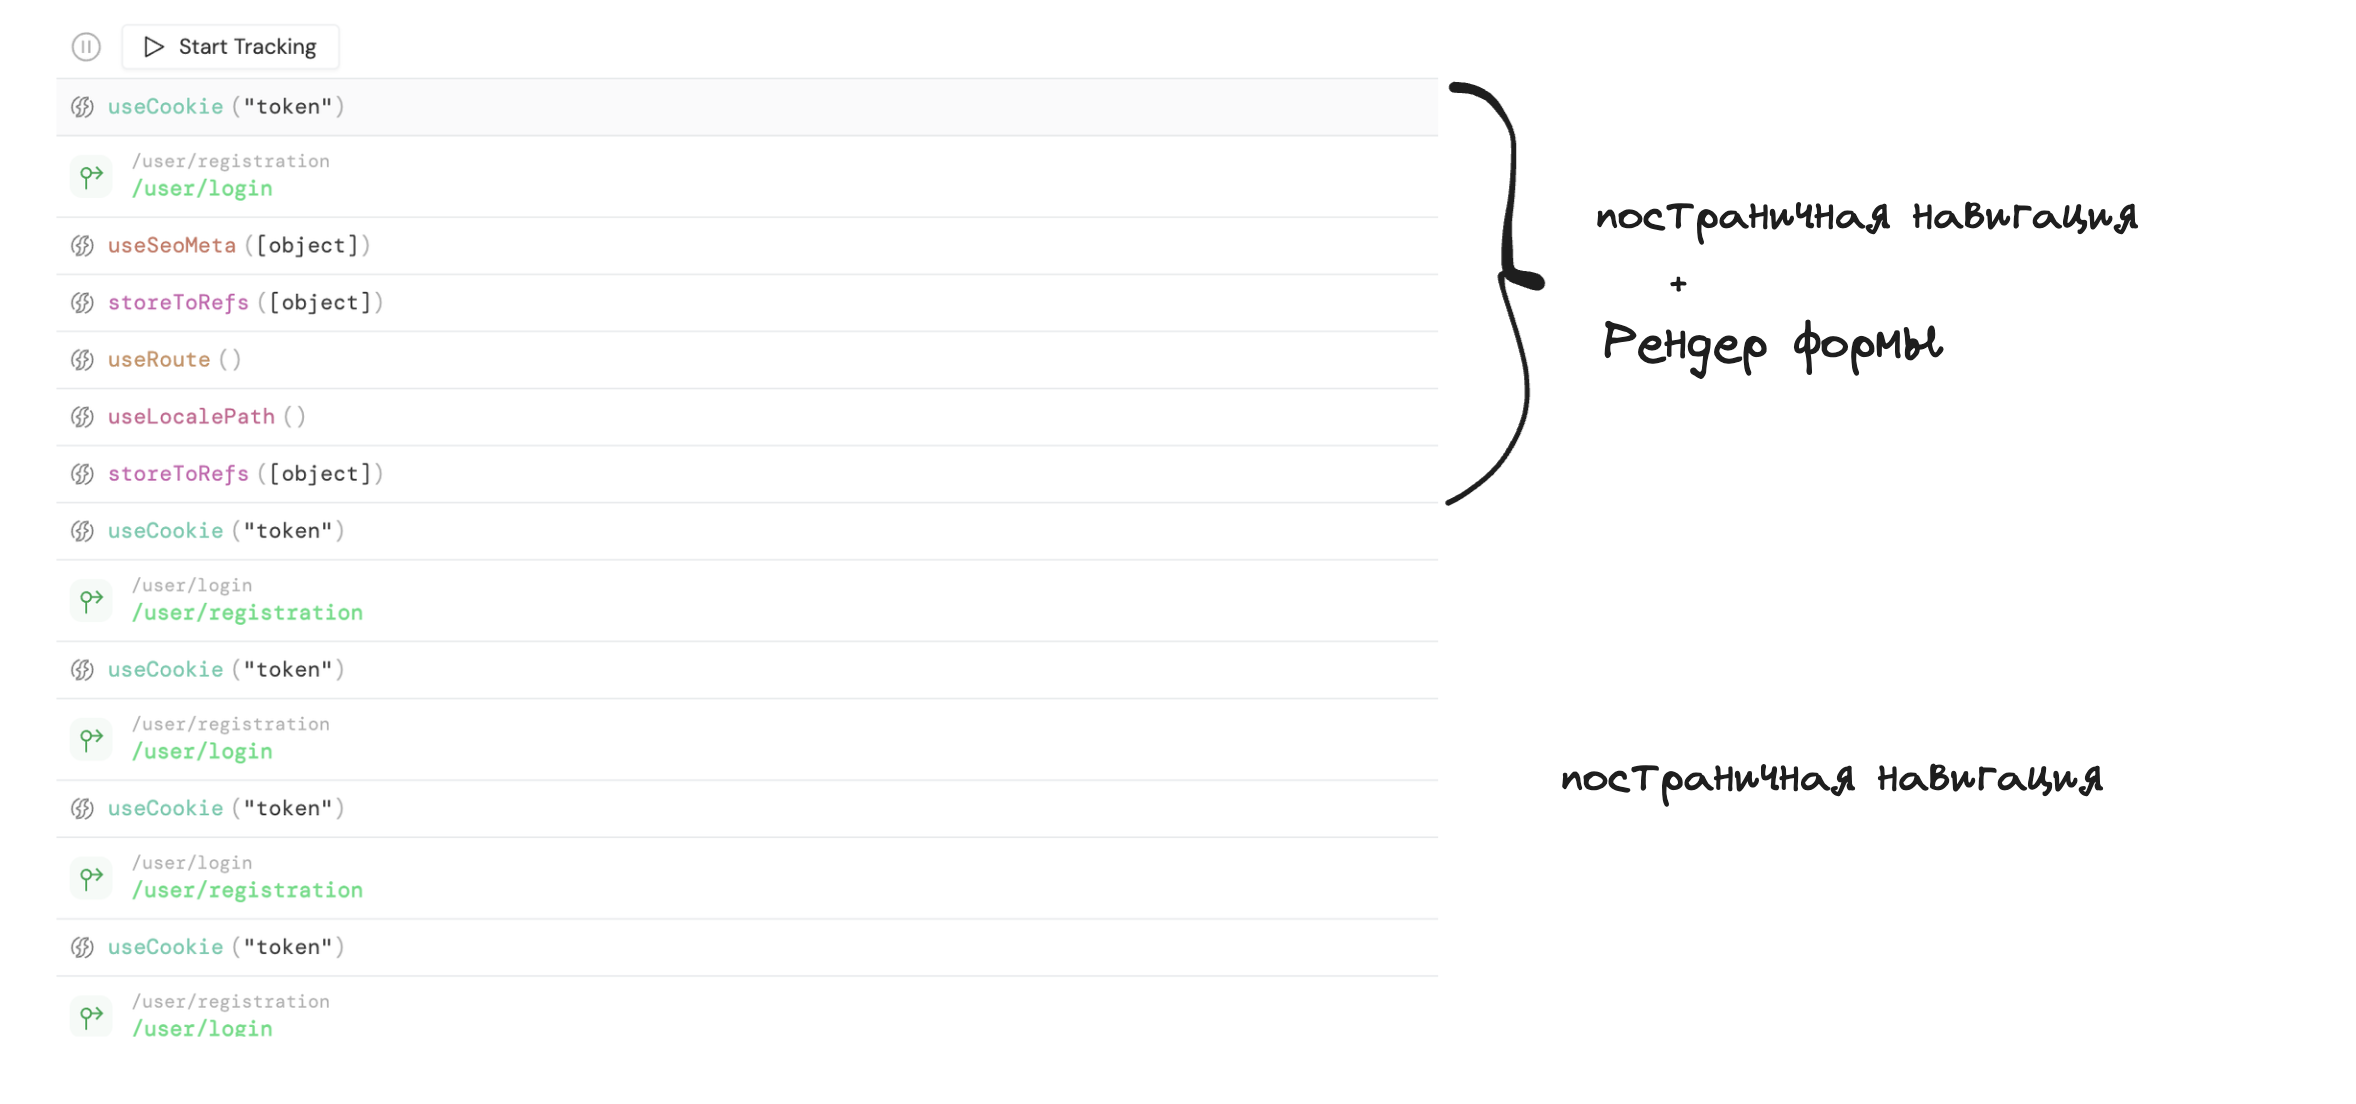 Start Tracking
useCookie ("token")
/user/registration
/user/login
useSeoMeta ([object])
storeToRefs ([object])
useRoute ()
useLocalePath ()
storeToRefs ([object])
useCookie ("token")
/user/login
/user/registration
useCookie ("token")
/user/registration
/user/login
useCookie ("token")
/user/login
/user/registration
useCookie ("token")
/user/registration
/user/login
постраничная навигация
+
Рендер формы
постраничная навигация